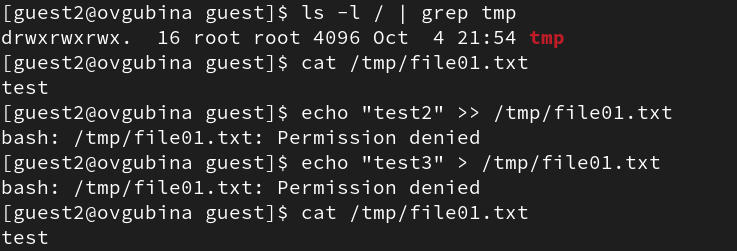 [guest2@ovgubina guest]$ ls -l / | grep tmp
drwxrwxrwx.  16 root root 4096 Oct  4 21:54 tmp
[guest2@ovgubina guest]$ cat /tmp/file01.txt
test
[guest2@ovgubina guest]$ echo "test2" >> /tmp/file01.txt
bash: /tmp/file01.txt: Permission denied
[guest2@ovgubina guest]$ echo "test3" > /tmp/file01.txt
bash: /tmp/file01.txt: Permission denied
[guest2@ovgubina guest]$ cat /tmp/file01.txt
test